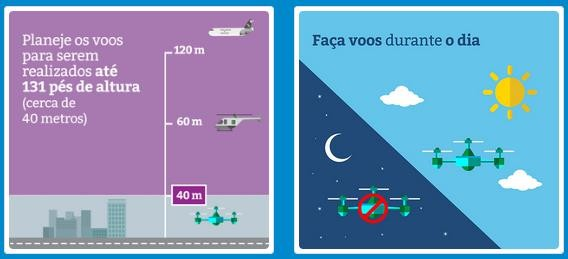 Planeje os voos
para serem
realizados até
131 pés de altura
(cerca de
40 metros)
120 m
60 m
40 m
Faça voos durante o dia